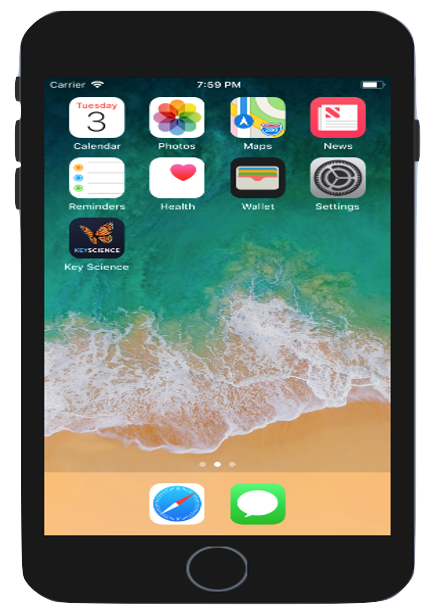 Carrier 7:59 PM
Tuesday
3
Calendar Photos Maps News
Reminders Health Wallet Settings
KEYSCIENCE
Key Science